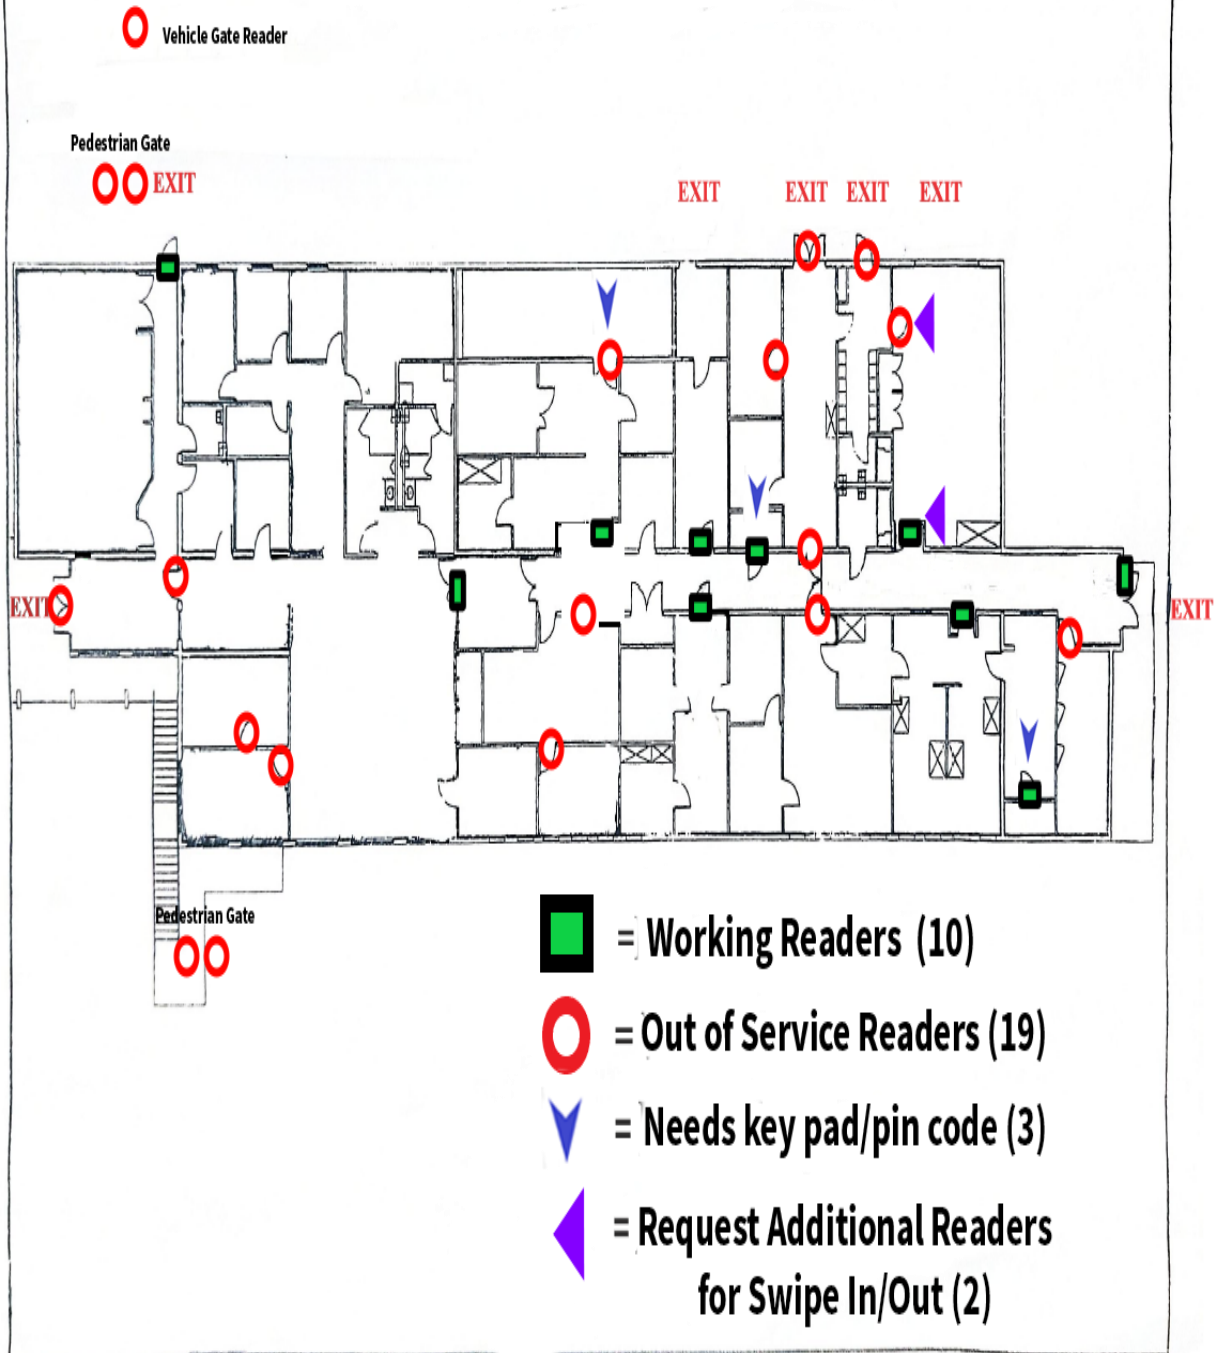 Vehicle Gate Reader
Pedestrian Gate
EXIT
EXIT EXIT EXIT EXIT
EXIT
EXIT
Pedestrian Gate
= Working Readers (10)
= Out of Service Readers (19)
= Needs key pad/pin code (3)
= Request Additional Readers
for Swipe In/Out (2)